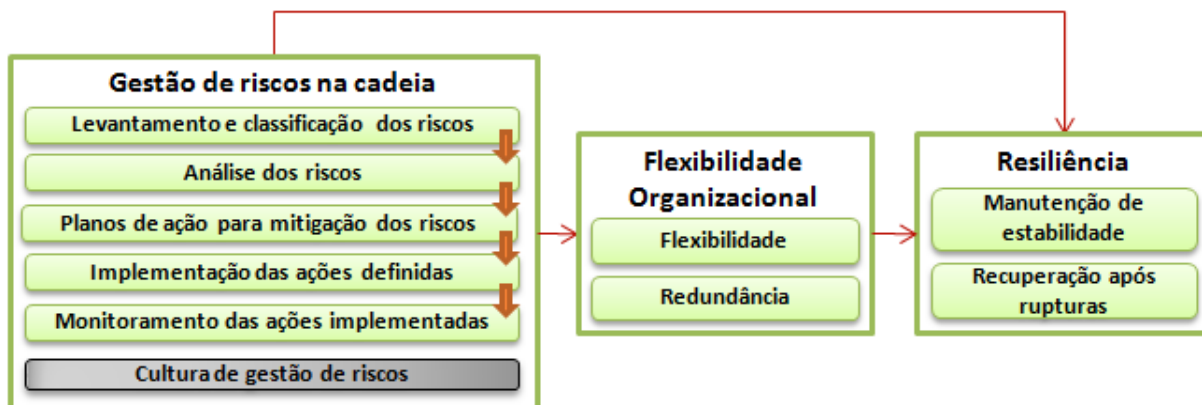 Gestão de riscos na cadeia
Levantamento e classificação dos riscos
Análise dos riscos
Planos de ação para mitigação dos riscos
Implementação das ações definidas
Monitoramento das ações implementadas
Cultura de gestão de riscos
Flexibilidade
Organizacional
Flexibilidade
Redundância
Resiliência
Manutenção de
estabilidade
Recuperação após
rupturas